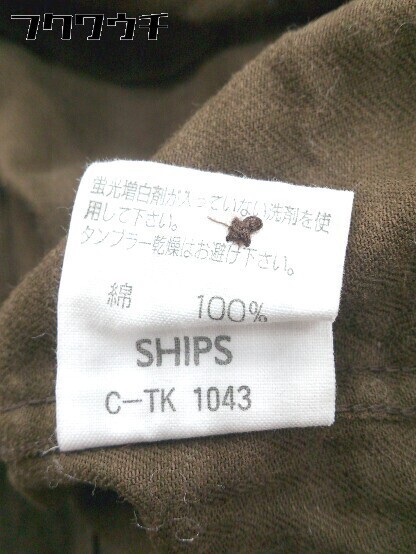 フクワウチ
蛍光増白剤が入っていない洗剤を使
用して下さい。
タンブラー乾燥はお避け下さい。
綿 100%
SHIPS
C-TK 1043